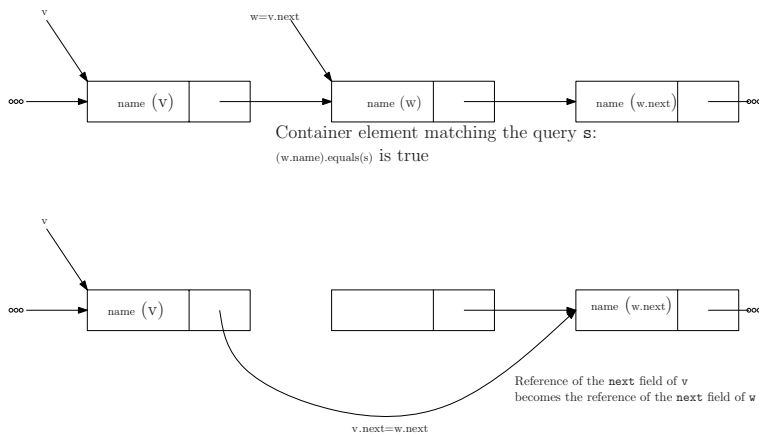 v
w=v.next
name (v)
name (w)
name (w.next)
Container element matching the query s:
(w.name).equals(s) is true
v
name (v)
name (w.next)
Reference of the next field of v
becomes the reference of the next field of w
v.next=w.next